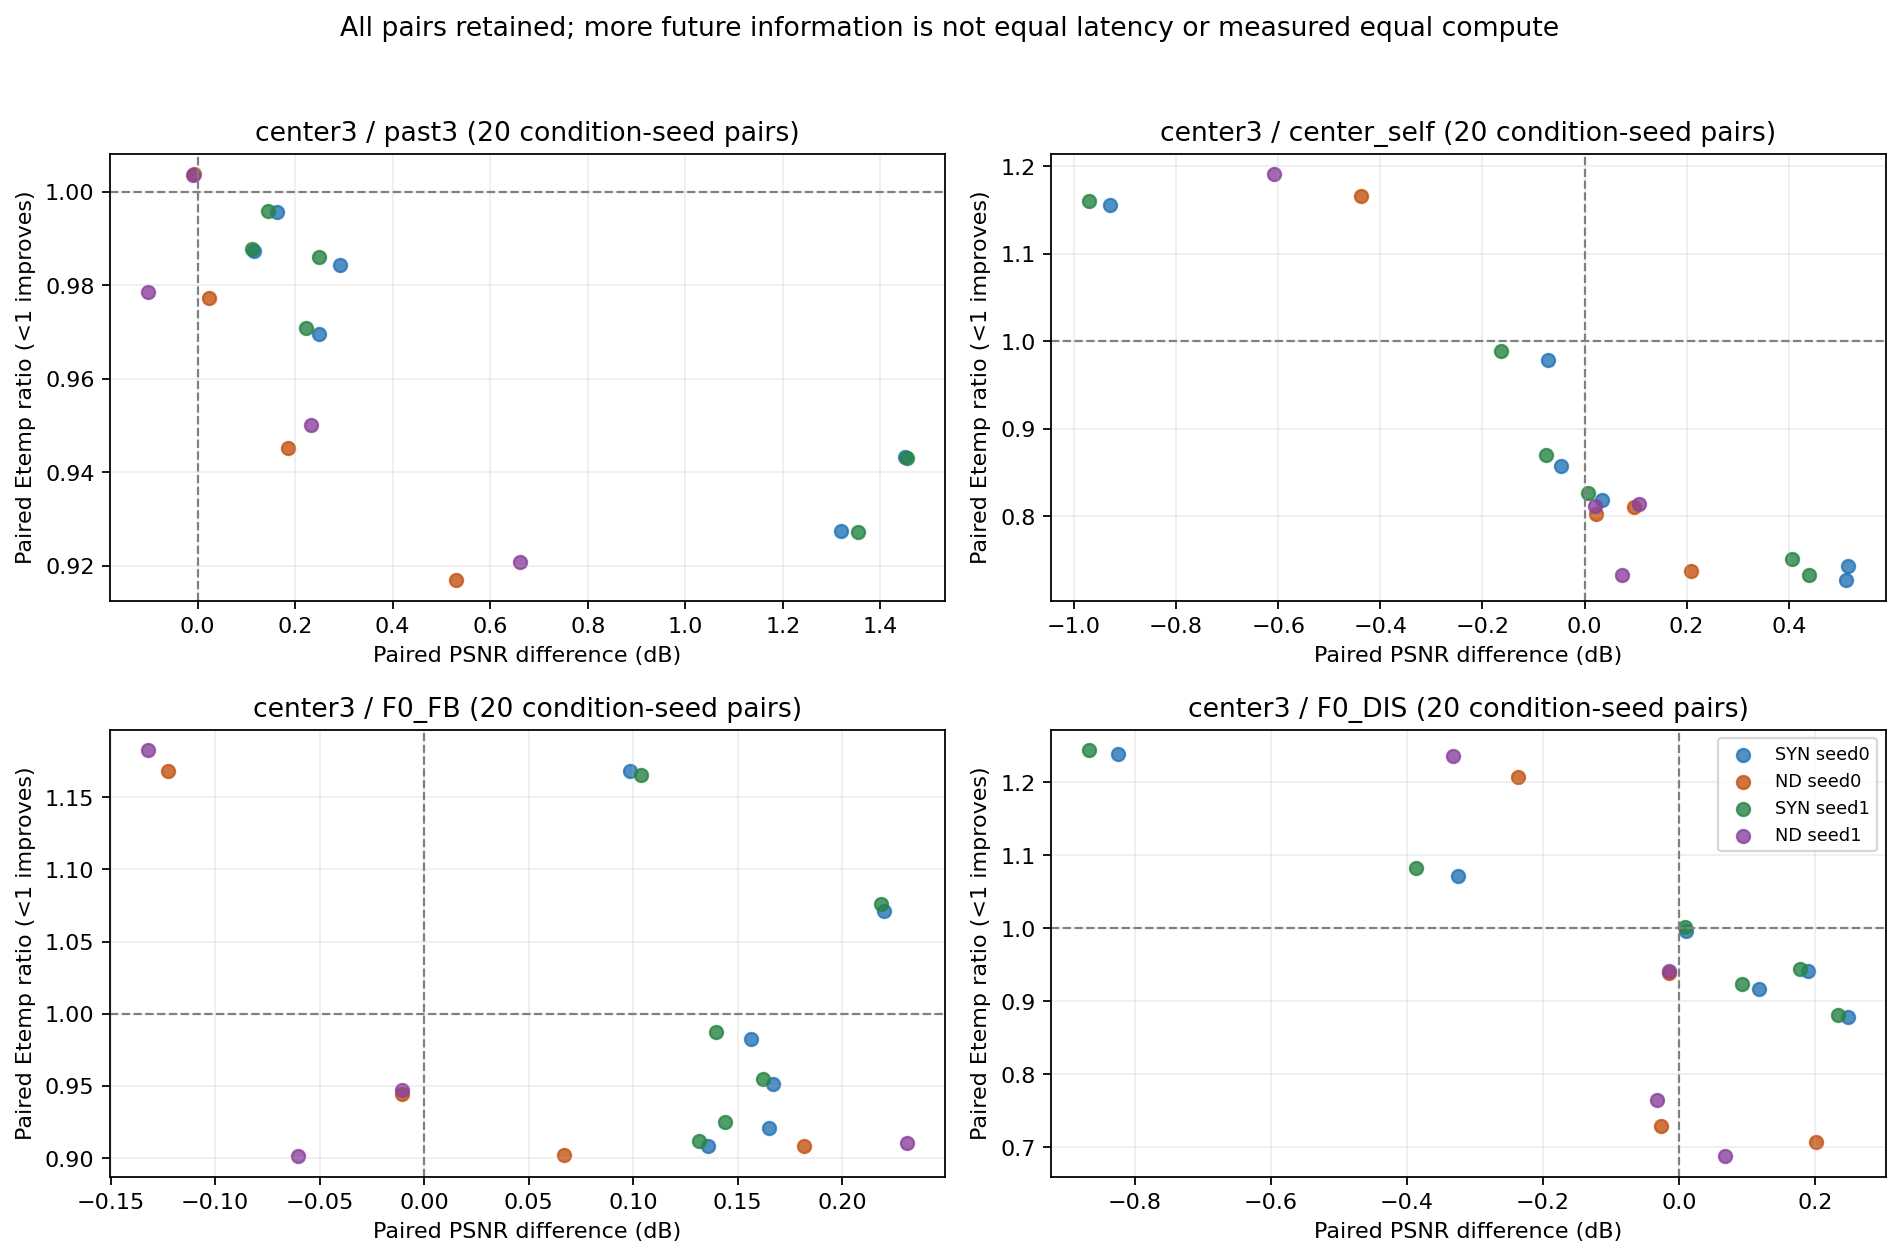 All pairs retained; more future information is not equal latency or measured equal compute
center3 / past3 (20 condition-seed pairs)
Paired Etemp ratio (<1 improves)
1.00
0.98
0.96
0.94
0.92
0.0 0.2 0.4 0.6 0.8 1.0 1.2 1.4
Paired PSNR difference (dB)
center3 / center_self (20 condition-seed pairs)
Paired Etemp ratio (<1 improves)
1.2
1.1
1.0
0.9
0.8
−1.0 −0.8 −0.6 −0.4 −0.2 0.0 0.2 0.4
Paired PSNR difference (dB)
center3 / F0_FB (20 condition-seed pairs)
Paired Etemp ratio (<1 improves)
1.15
1.10
1.05
1.00
0.95
0.90
−0.15 −0.10 −0.05 0.00 0.05 0.10 0.15 0.20
Paired PSNR difference (dB)
center3 / F0_DIS (20 condition-seed pairs)
Paired Etemp ratio (<1 improves)
1.2
1.1
1.0
0.9
0.8
0.7
−0.8 −0.6 −0.4 −0.2 0.0 0.2
Paired PSNR difference (dB)
SYN seed0
ND seed0
SYN seed1
ND seed1